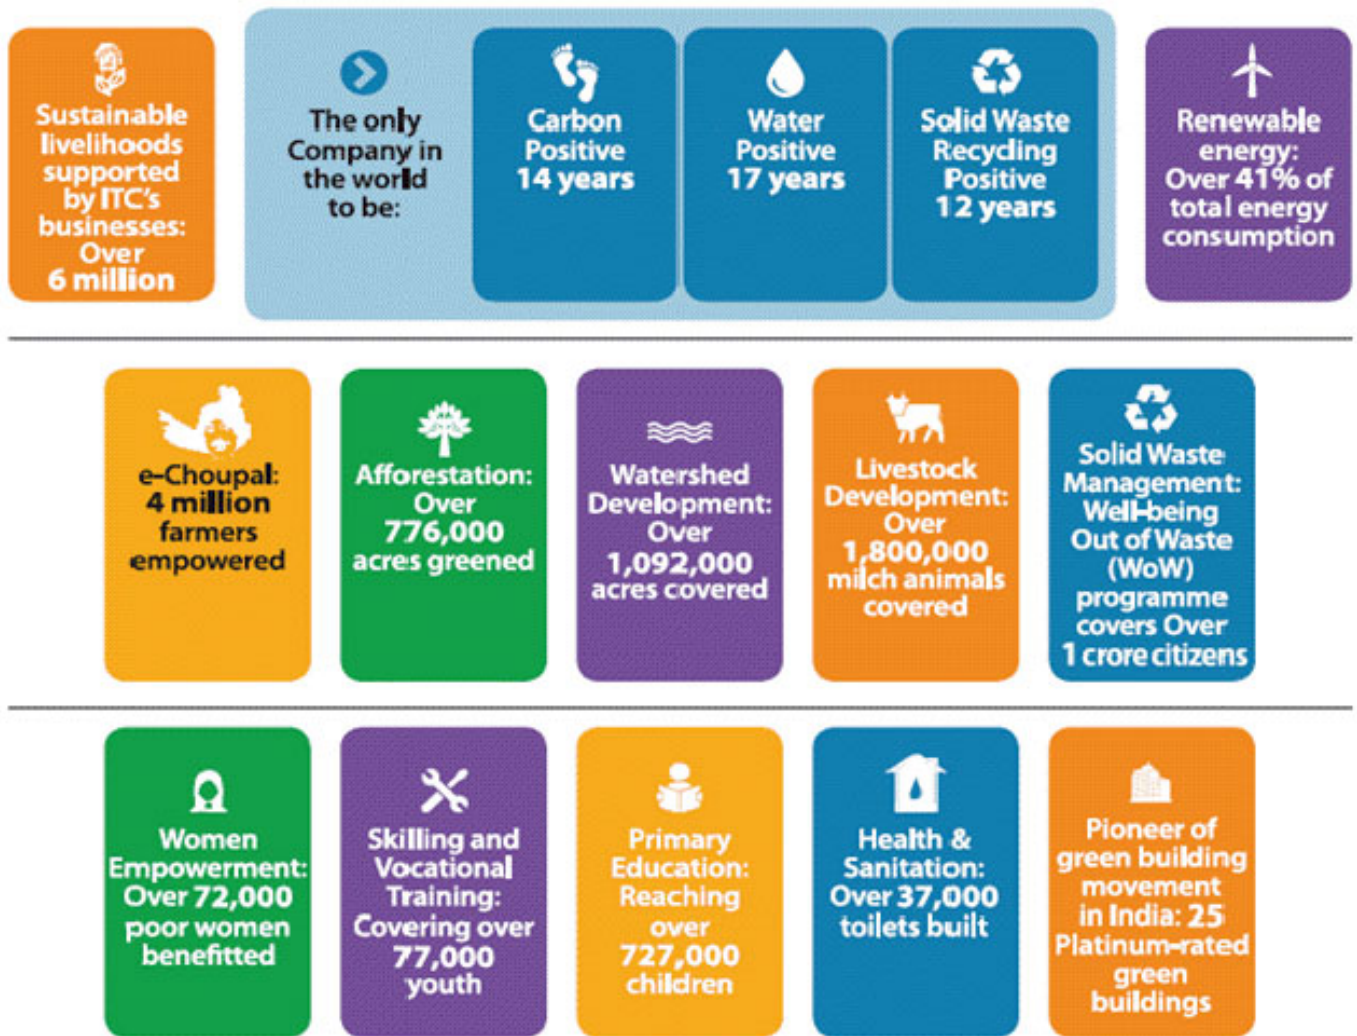 Sustainable
livelihoods
supported
by ITC's
businesses:
Over
6 million
The only
Company in
the world
to be:
Carbon
Positive
14 years
Water
Positive
17 years
Solid Waste
Recycling
Positive
12 years
Renewable
energy:
Over 41% of
total energy
consumption
e-Choupal:
4 million
farmers
empowered
Afforestation:
Over
776,000
acres greened
Watershed
Development:
Over
1,092,000
acres covered
Livestock
Development:
Over
1,800,000
milch animals
covered
Solid Waste
Management:
Well-being
Out of Waste
(WoW)
programme
covers Over
1 crore citizens
Women
Empowerment:
Over 72,000
poor women
benefitted
Skilling and
Vocational
Training:
Covering over
77,000
youth
Primary
Education:
Reaching
over
727,000
children
Health &
Sanitation:
Over 37,000
toilets built
Pioneer of
green building
movement
in India: 25
Platinum-rated
green
buildings